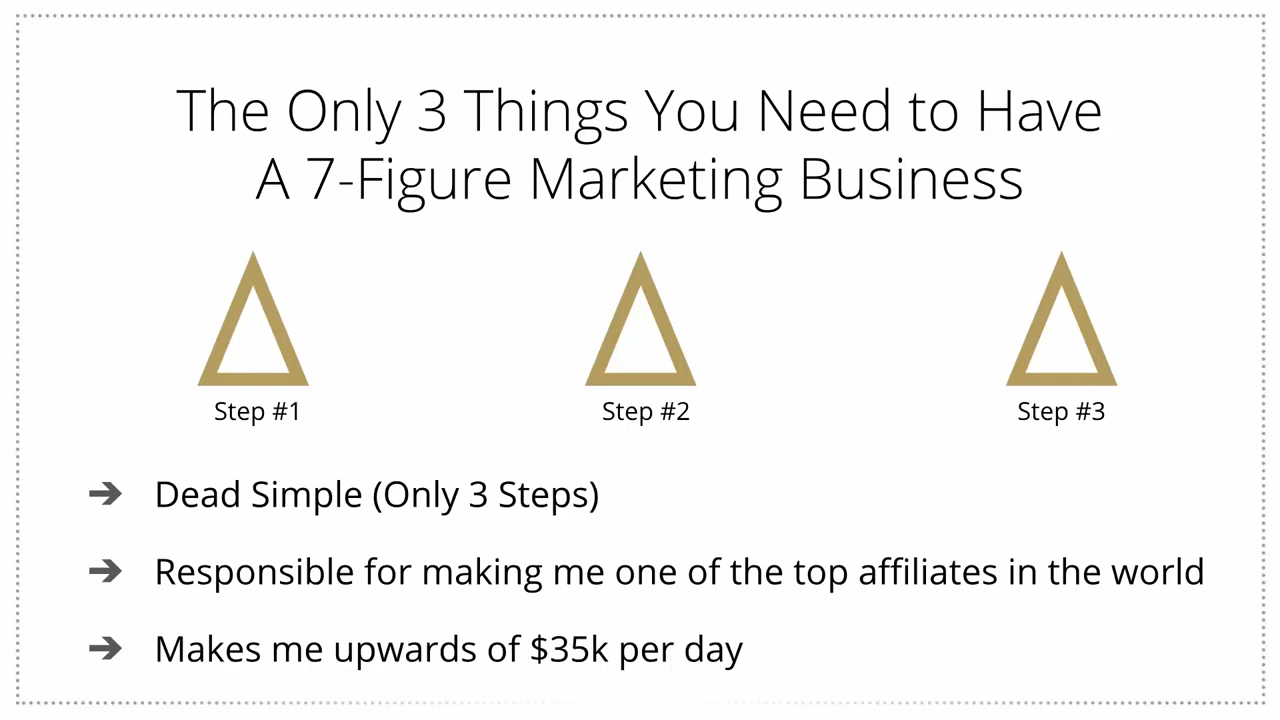 The Only 3 Things You Need to Have
A 7-Figure Marketing Business
Step #1
Step #2
Step #3
➔ Dead Simple (Only 3 Steps)
➔ Responsible for making me one of the top affiliates in the world
➔ Makes me upwards of $35k per day